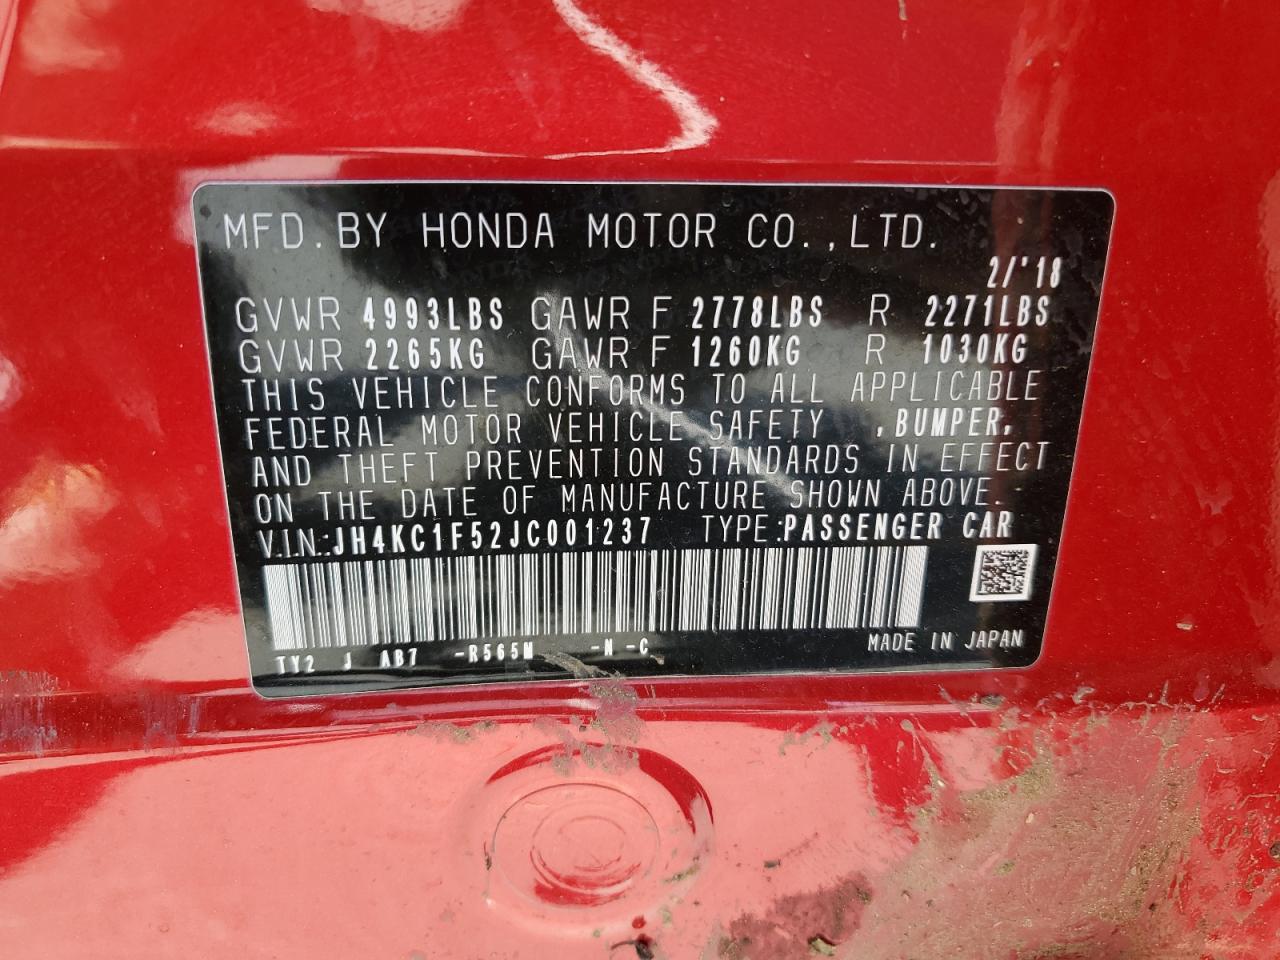 MFD. BY HONDA MOTOR CO., LTD.
2/'18
GVWR 4993LBS GAWR F 2778LBS R 2271LBS
GVWR 2265KG GAWR F 1260KG R 1030KG
THIS VEHICLE CONFORMS TO ALL APPLICABLE
FEDERAL MOTOR VEHICLE SAFETY ,BUMPER,
AND THEFT PREVENTION STANDARDS IN EFFECT
ON THE DATE OF MANUFACTURE SHOWN ABOVE.
V.I.N.:JH4KC1F52JC001237 TYPE:PASSENGER CAR
TY2 J AB7 -R565M -N -C
MADE IN JAPAN